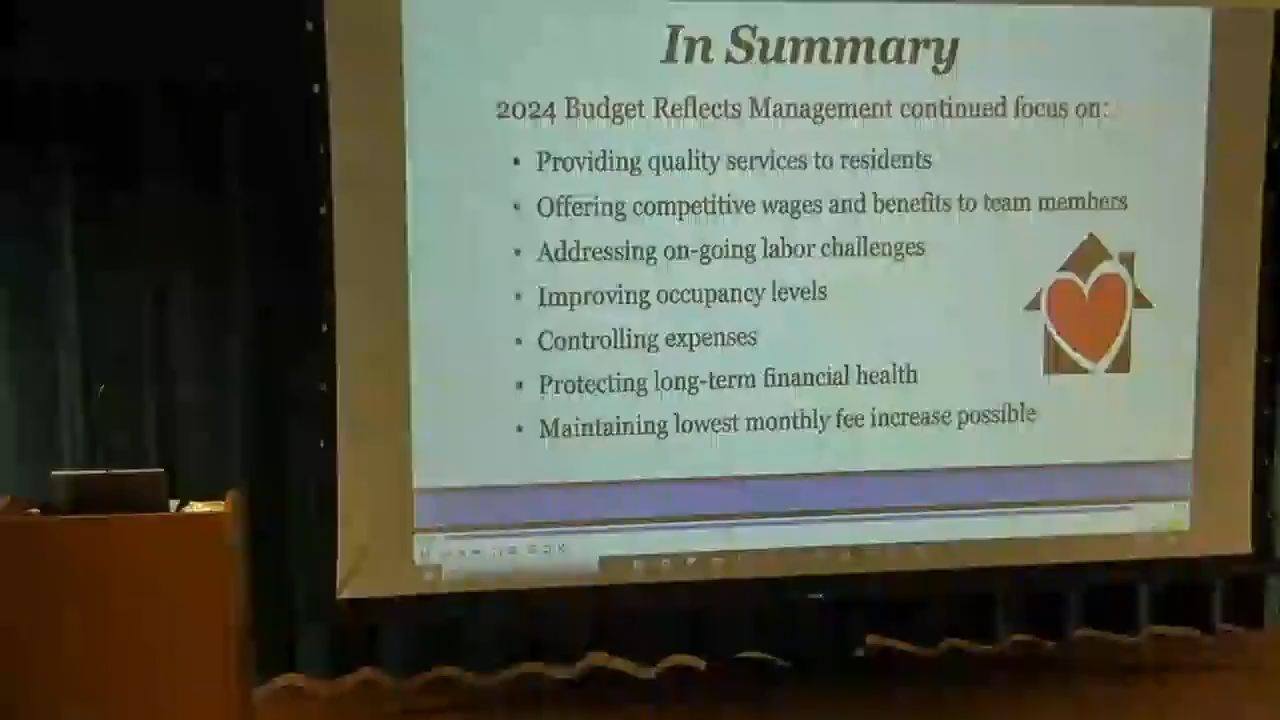 In Summary
2024 Budget Reflects Management continued focus on:
• Providing quality services to residents
• Offering competitive wages and benefits to team members
• Addressing on-going labor challenges
• Improving occupancy levels
• Controlling expenses
• Protecting long-term financial health
• Maintaining lowest monthly fee increase possible